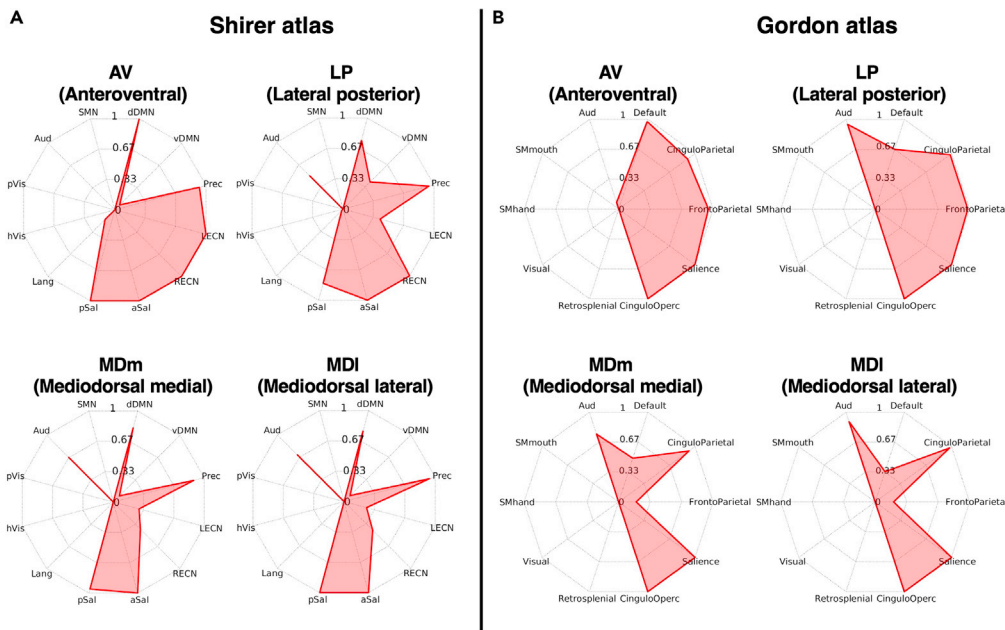 A
Shirer atlas
AV
(Anteroventral)
SMN
1
dDMN
Aud
vDMN
0.67
pVis
0.33
Prec
0
hVis
LECN
Lang
RECN
pSal
aSal
LP
(Lateral posterior)
SMN
1
dDMN
Aud
vDMN
0.67
pVis
0.33
Prec
0
hVis
LECN
Lang
RECN
pSal
aSal
MDm
(Mediodorsal medial)
SMN
1
dDMN
Aud
vDMN
0.67
pVis
0.33
Prec
0
hVis
LECN
Lang
RECN
pSal
aSal
MDl
(Mediodorsal lateral)
SMN
1
dDMN
Aud
vDMN
0.67
pVis
0.33
Prec
0
hVis
LECN
Lang
RECN
pSal
aSal
B
Gordon atlas
AV
(Anteroventral)
Aud
1
Default
SMmouth
0.67
CinguloParietal
0.33
SMhand
0
FrontoParietal
Visual
Salience
Retrosplenial
CinguloOperc
LP
(Lateral posterior)
Aud
1
Default
SMmouth
0.67
CinguloParietal
0.33
SMhand
0
FrontoParietal
Visual
Salience
Retrosplenial
CinguloOperc
MDm
(Mediodorsal medial)
Aud
1
Default
SMmouth
0.67
CinguloParietal
0.33
SMhand
0
FrontoParietal
Visual
Salience
Retrosplenial
CinguloOperc
MDl
(Mediodorsal lateral)
Aud
1
Default
SMmouth
0.67
CinguloParietal
0.33
SMhand
0
FrontoParietal
Visual
Salience
Retrosplenial
CinguloOperc